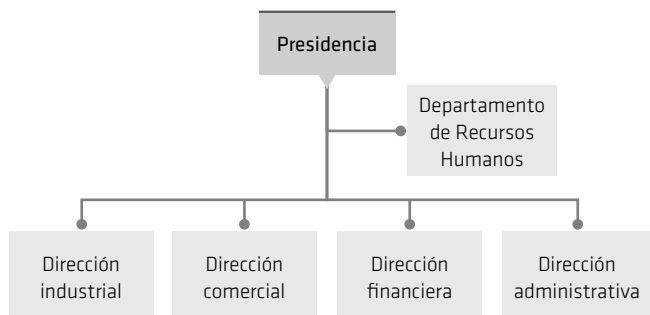 Presidencia
Departamento
de Recursos
Humanos
Dirección
industrial
Dirección
comercial
Dirección
financiera
Dirección
administrativa